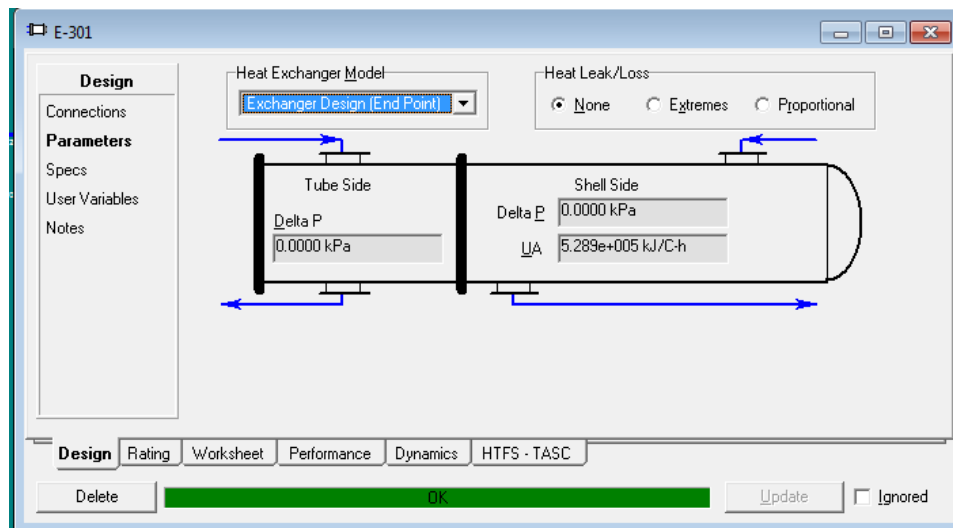 E-301
Design
Connections
Parameters
Specs
User Variables
Notes
Heat Exchanger Model
Exchanger Design (End Point)
Heat Leak/Loss
None Extremes Proportional
Tube Side
Delta P
0.0000 kPa
Shell Side
Delta P 0.0000 kPa
UA 5.289e+005 kJ/C-h
Design Rating Worksheet Performance Dynamics HTFS - TASC
Delete OK Update Ignored